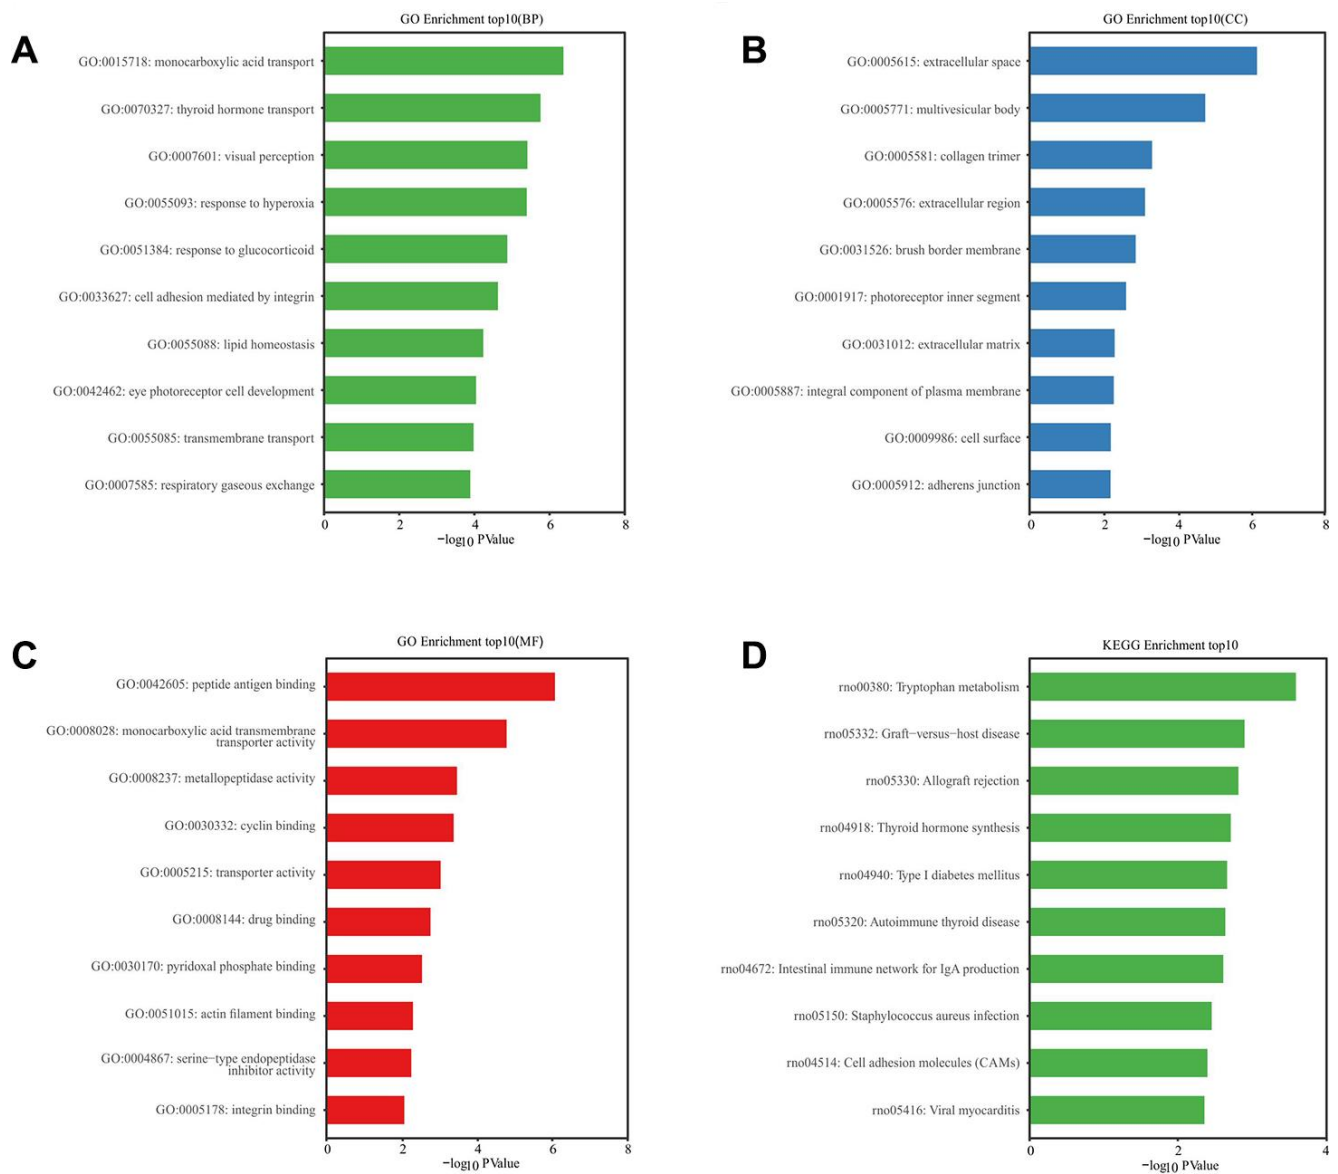 A
GO Enrichment top10(BP)
GO:0015718: monocarboxylic acid transport
GO:0070327: thyroid hormone transport
GO:0007601: visual perception
GO:0055093: response to hyperoxia
GO:0051384: response to glucocorticoid
GO:0033627: cell adhesion mediated by integrin
GO:0055088: lipid homeostasis
GO:0042462: eye photoreceptor cell development
GO:0055085: transmembrane transport
GO:0007585: respiratory gaseous exchange
0 2 4 6 8
−log10 PValue
B
GO Enrichment top10(CC)
GO:0005615: extracellular space
GO:0005771: multivesicular body
GO:0005581: collagen trimer
GO:0005576: extracellular region
GO:0031526: brush border membrane
GO:0001917: photoreceptor inner segment
GO:0031012: extracellular matrix
GO:0005887: integral component of plasma membrane
GO:0009986: cell surface
GO:0005912: adherens junction
0 2 4 6 8
−log10 PValue
C
GO Enrichment top10(MF)
GO:0042605: peptide antigen binding
GO:0008028: monocarboxylic acid transmembrane
transporter activity
GO:0008237: metallopeptidase activity
GO:0030332: cyclin binding
GO:0005215: transporter activity
GO:0008144: drug binding
GO:0030170: pyridoxal phosphate binding
GO:0051015: actin filament binding
GO:0004867: serine−type endopeptidase
inhibitor activity
GO:0005178: integrin binding
0 2 4 6 8
−log10 PValue
D
KEGG Enrichment top10
rno00380: Tryptophan metabolism
rno05332: Graft−versus−host disease
rno05330: Allograft rejection
rno04918: Thyroid hormone synthesis
rno04940: Type I diabetes mellitus
rno05320: Autoimmune thyroid disease
rno04672: Intestinal immune network for IgA production
rno05150: Staphylococcus aureus infection
rno04514: Cell adhesion molecules (CAMs)
rno05416: Viral myocarditis
0 2 4
−log10 PValue